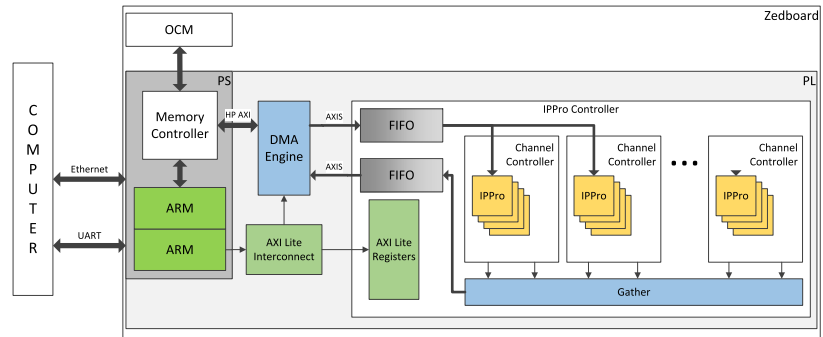 Zedboard
OCM
PS
PL
COMPUTER
Memory
Controller
HP AXI
DMA
Engine
AXIS
FIFO
IPPro Controller
Channel
Controller
Channel
Controller
Channel
Controller
Ethernet
AXIS
FIFO
IPPro
IPPro
IPPro
ARM
UART
ARM
AXI Lite
Interconnect
AXI Lite
Registers
Gather